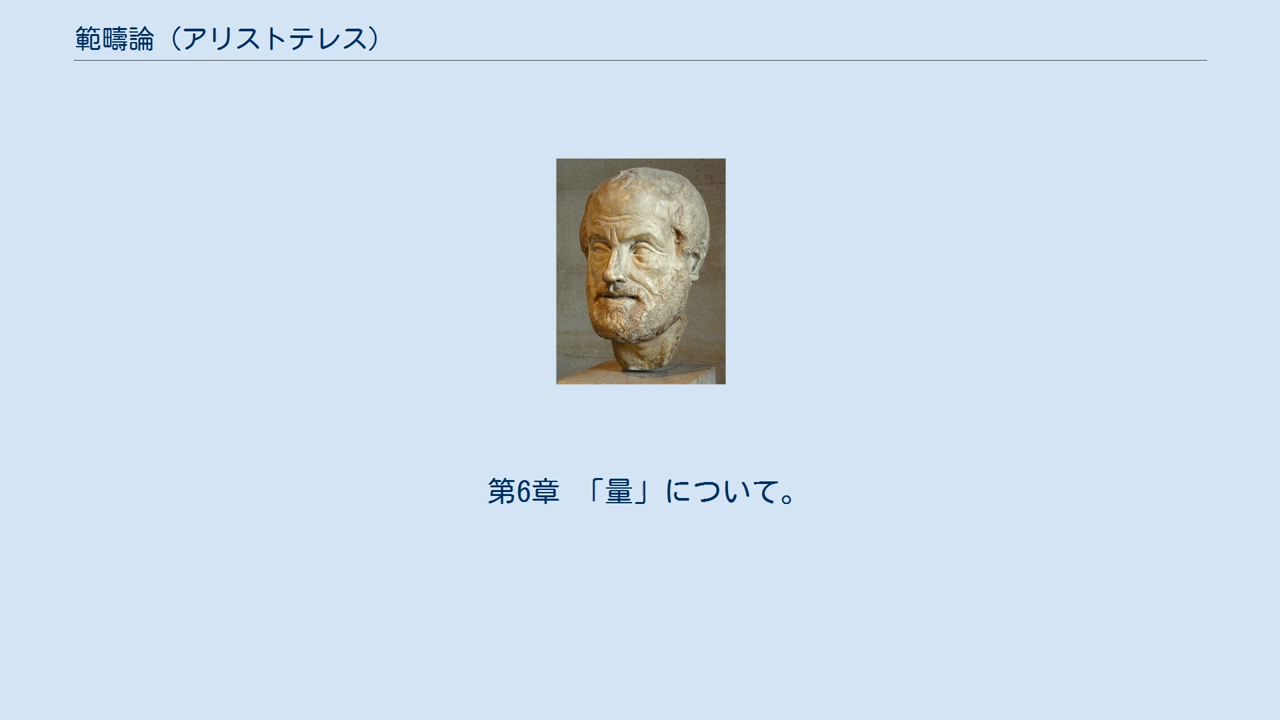 範疇論（アリストテレス）
第6章　「量」について。